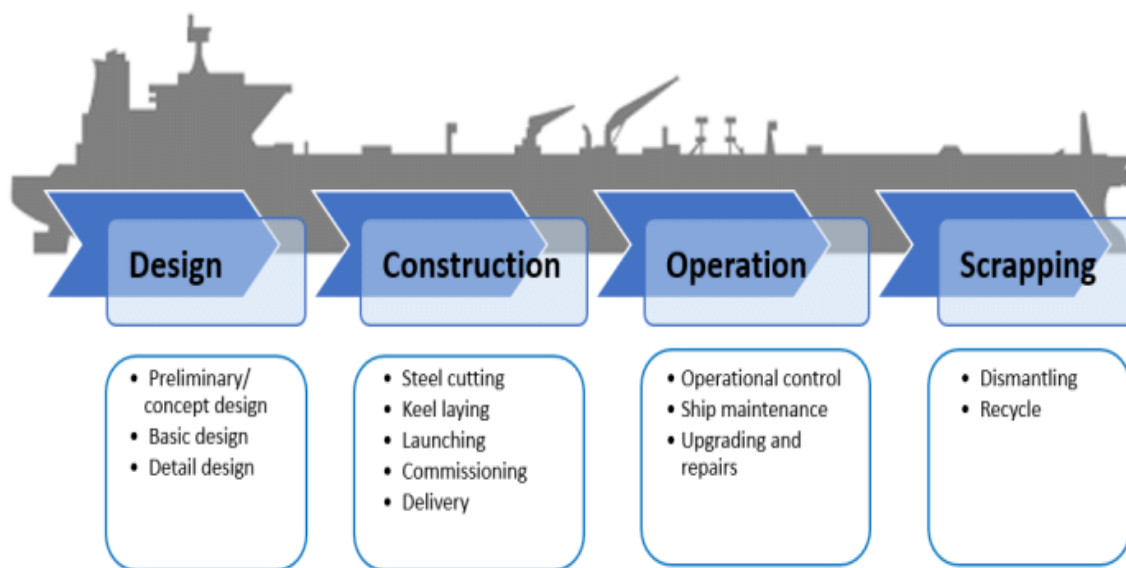 Design
Construction
Operation
Scrapping
• Preliminary/
concept design
• Basic design
• Detail design
• Steel cutting
• Keel laying
• Launching
• Commissioning
• Delivery
• Operational control
• Ship maintenance
• Upgrading and
repairs
• Dismantling
• Recycle